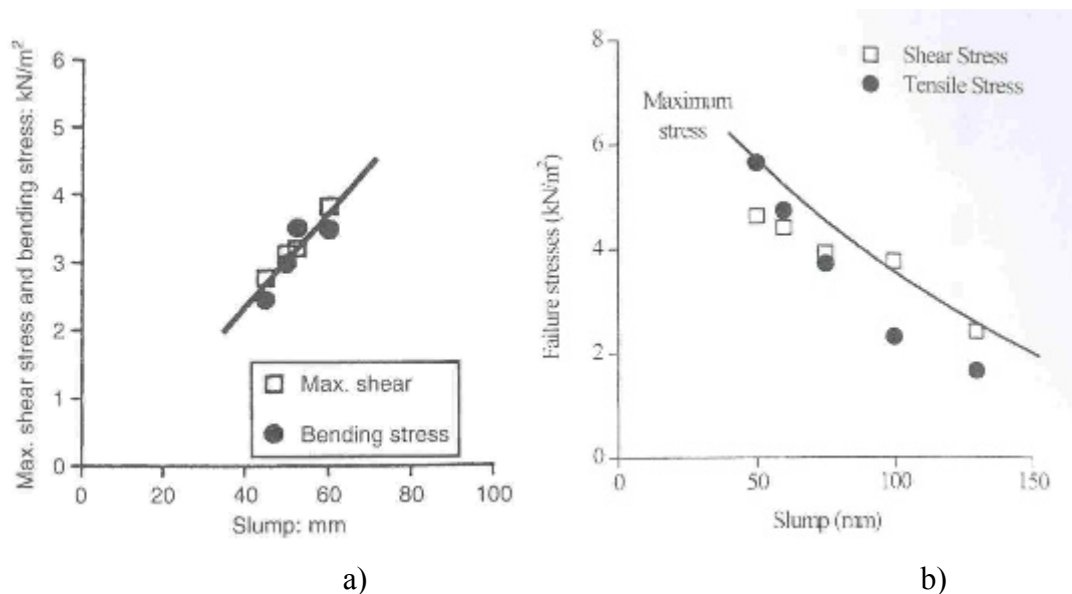 Max. shear stress and bending stress: kN/m²
6
5
4
3
2
1
0
0 20 40 60 80 100
Slump: mm
Max. shear
Bending stress
a)
Failure stresses (kN/m²)
8
6
4
2
0
0 50 100 150
Slump (mm)
Shear Stress
Tensile Stress
Maximum
stress
b)